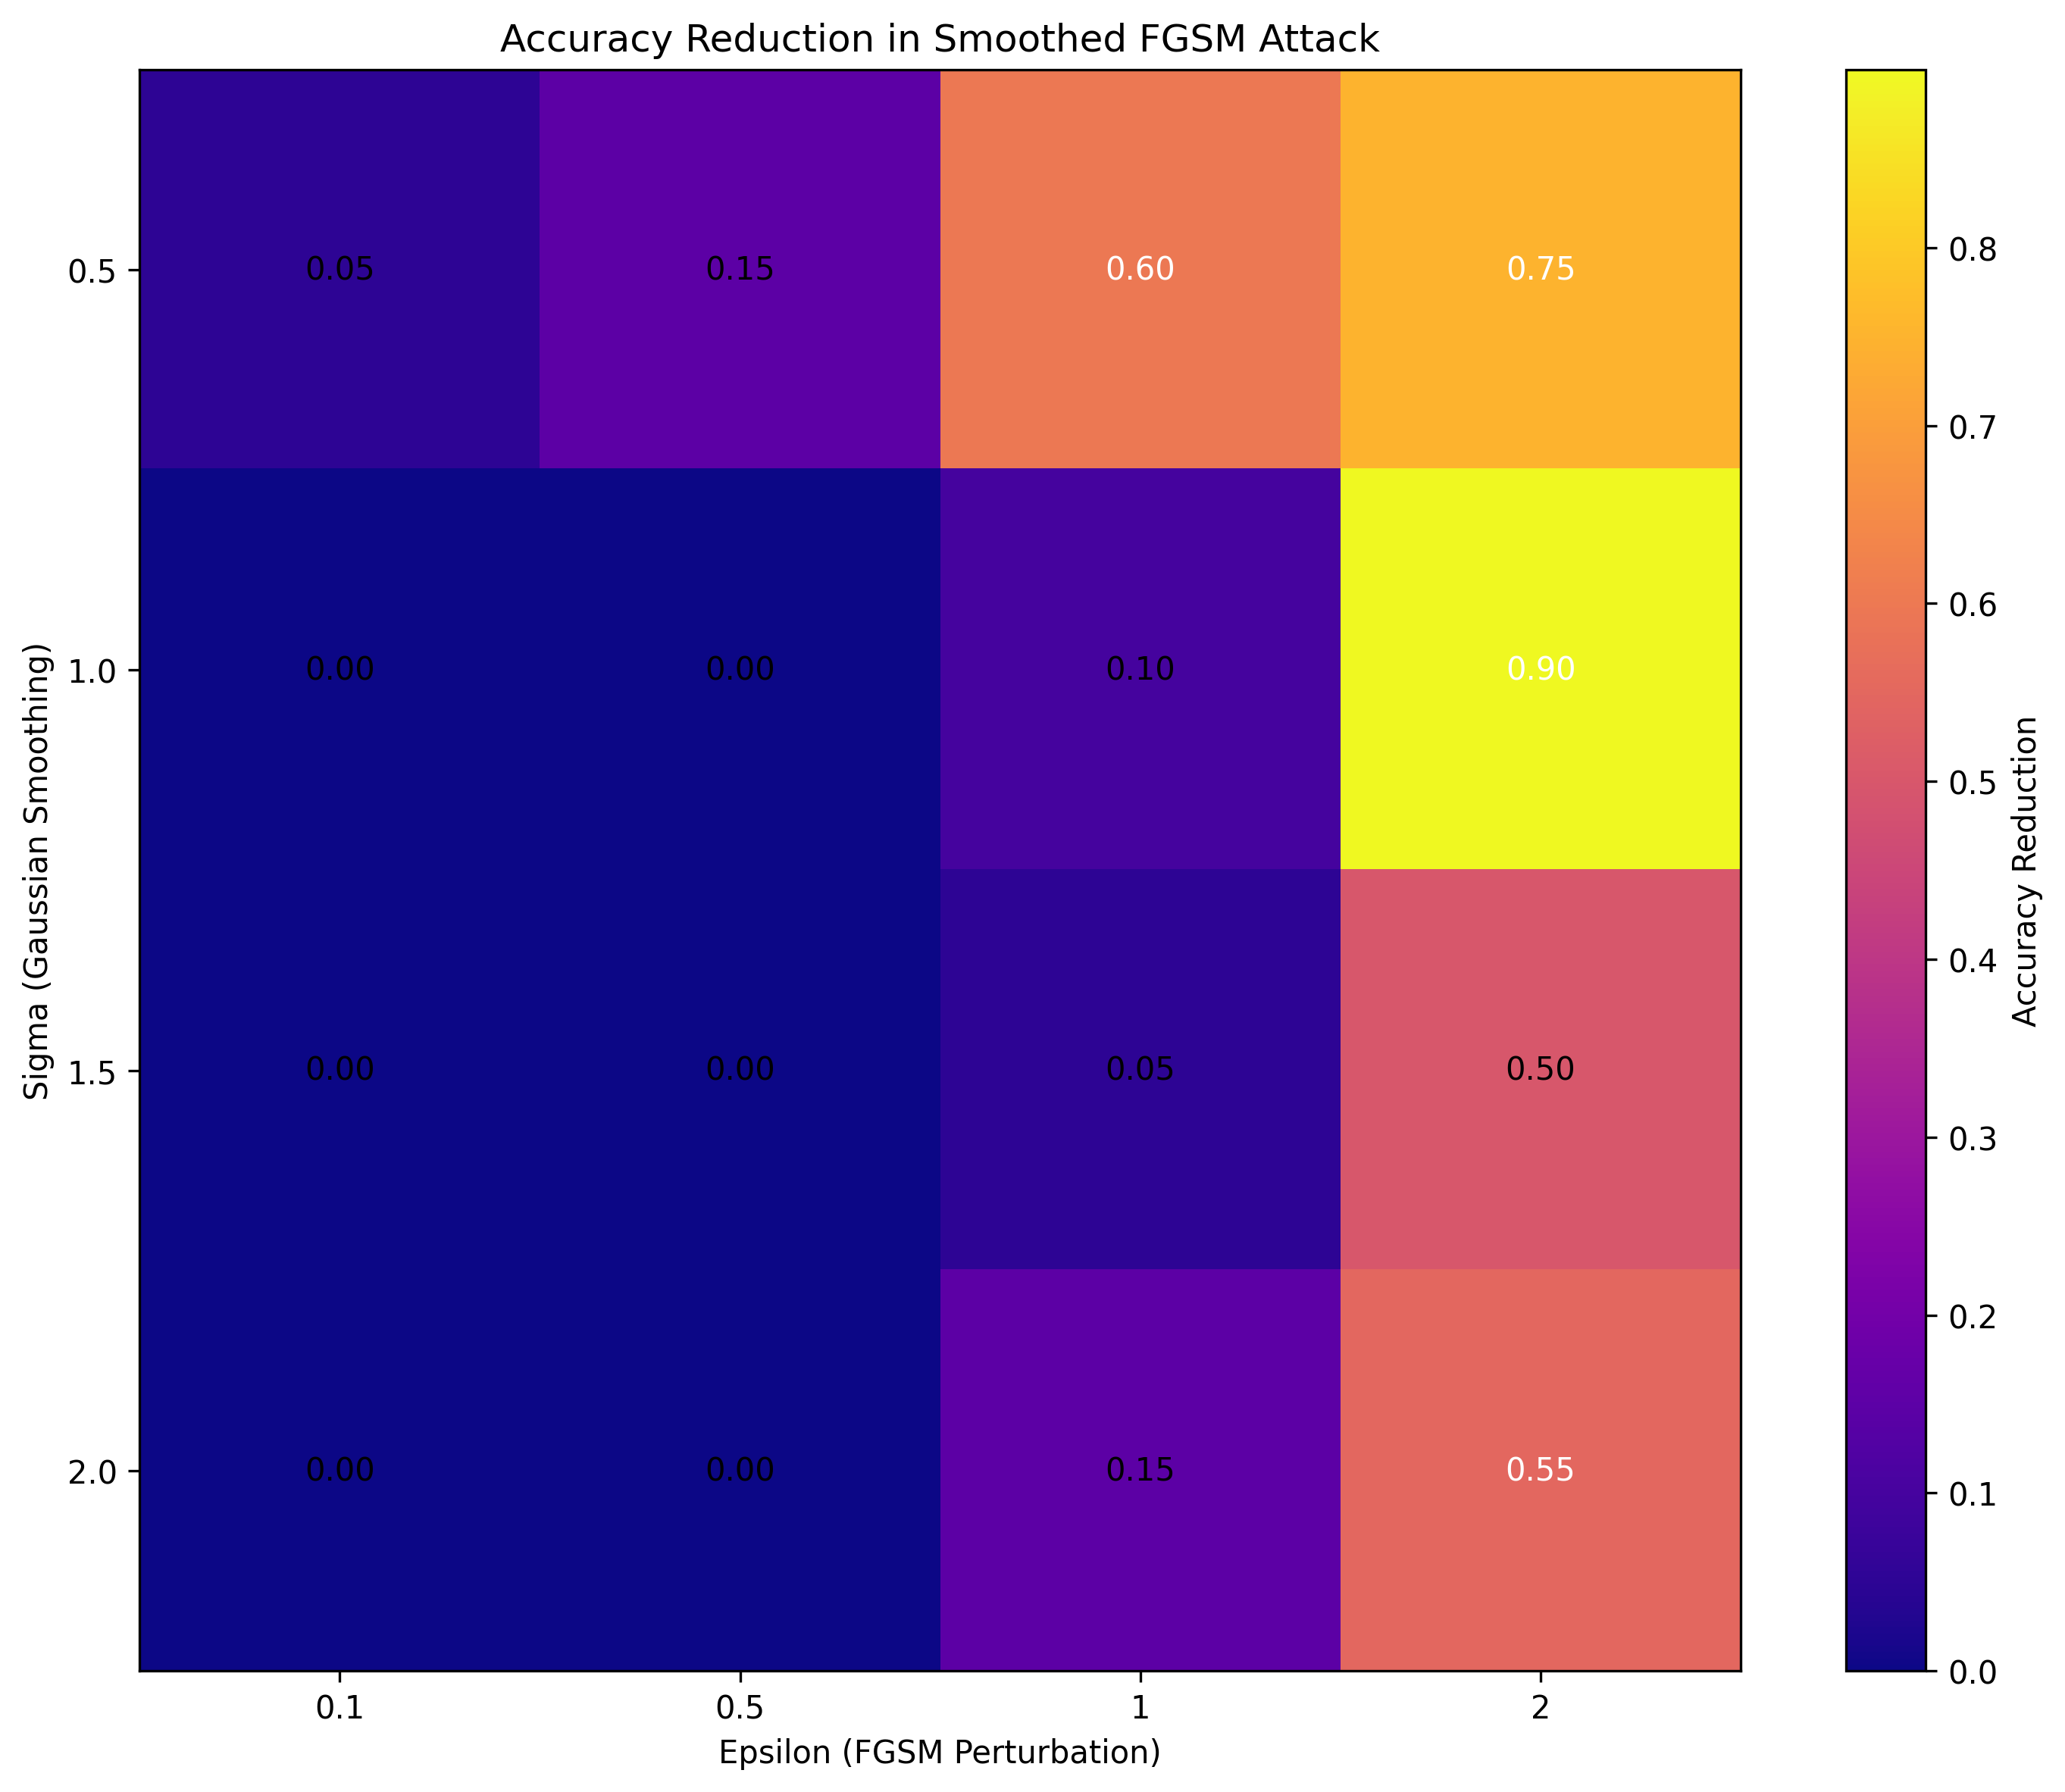 Accuracy Reduction in Smoothed FGSM Attack
0.5
0.05 0.15 0.60 0.75
1.0
0.00 0.00 0.10 0.90
1.5
0.00 0.00 0.05 0.50
2.0
0.00 0.00 0.15 0.55
Sigma (Gaussian Smoothing)
0.1 0.5 1 2
Epsilon (FGSM Perturbation)
0.8
0.7
0.6
0.5
0.4
0.3
0.2
0.1
0.0
Accuracy Reduction